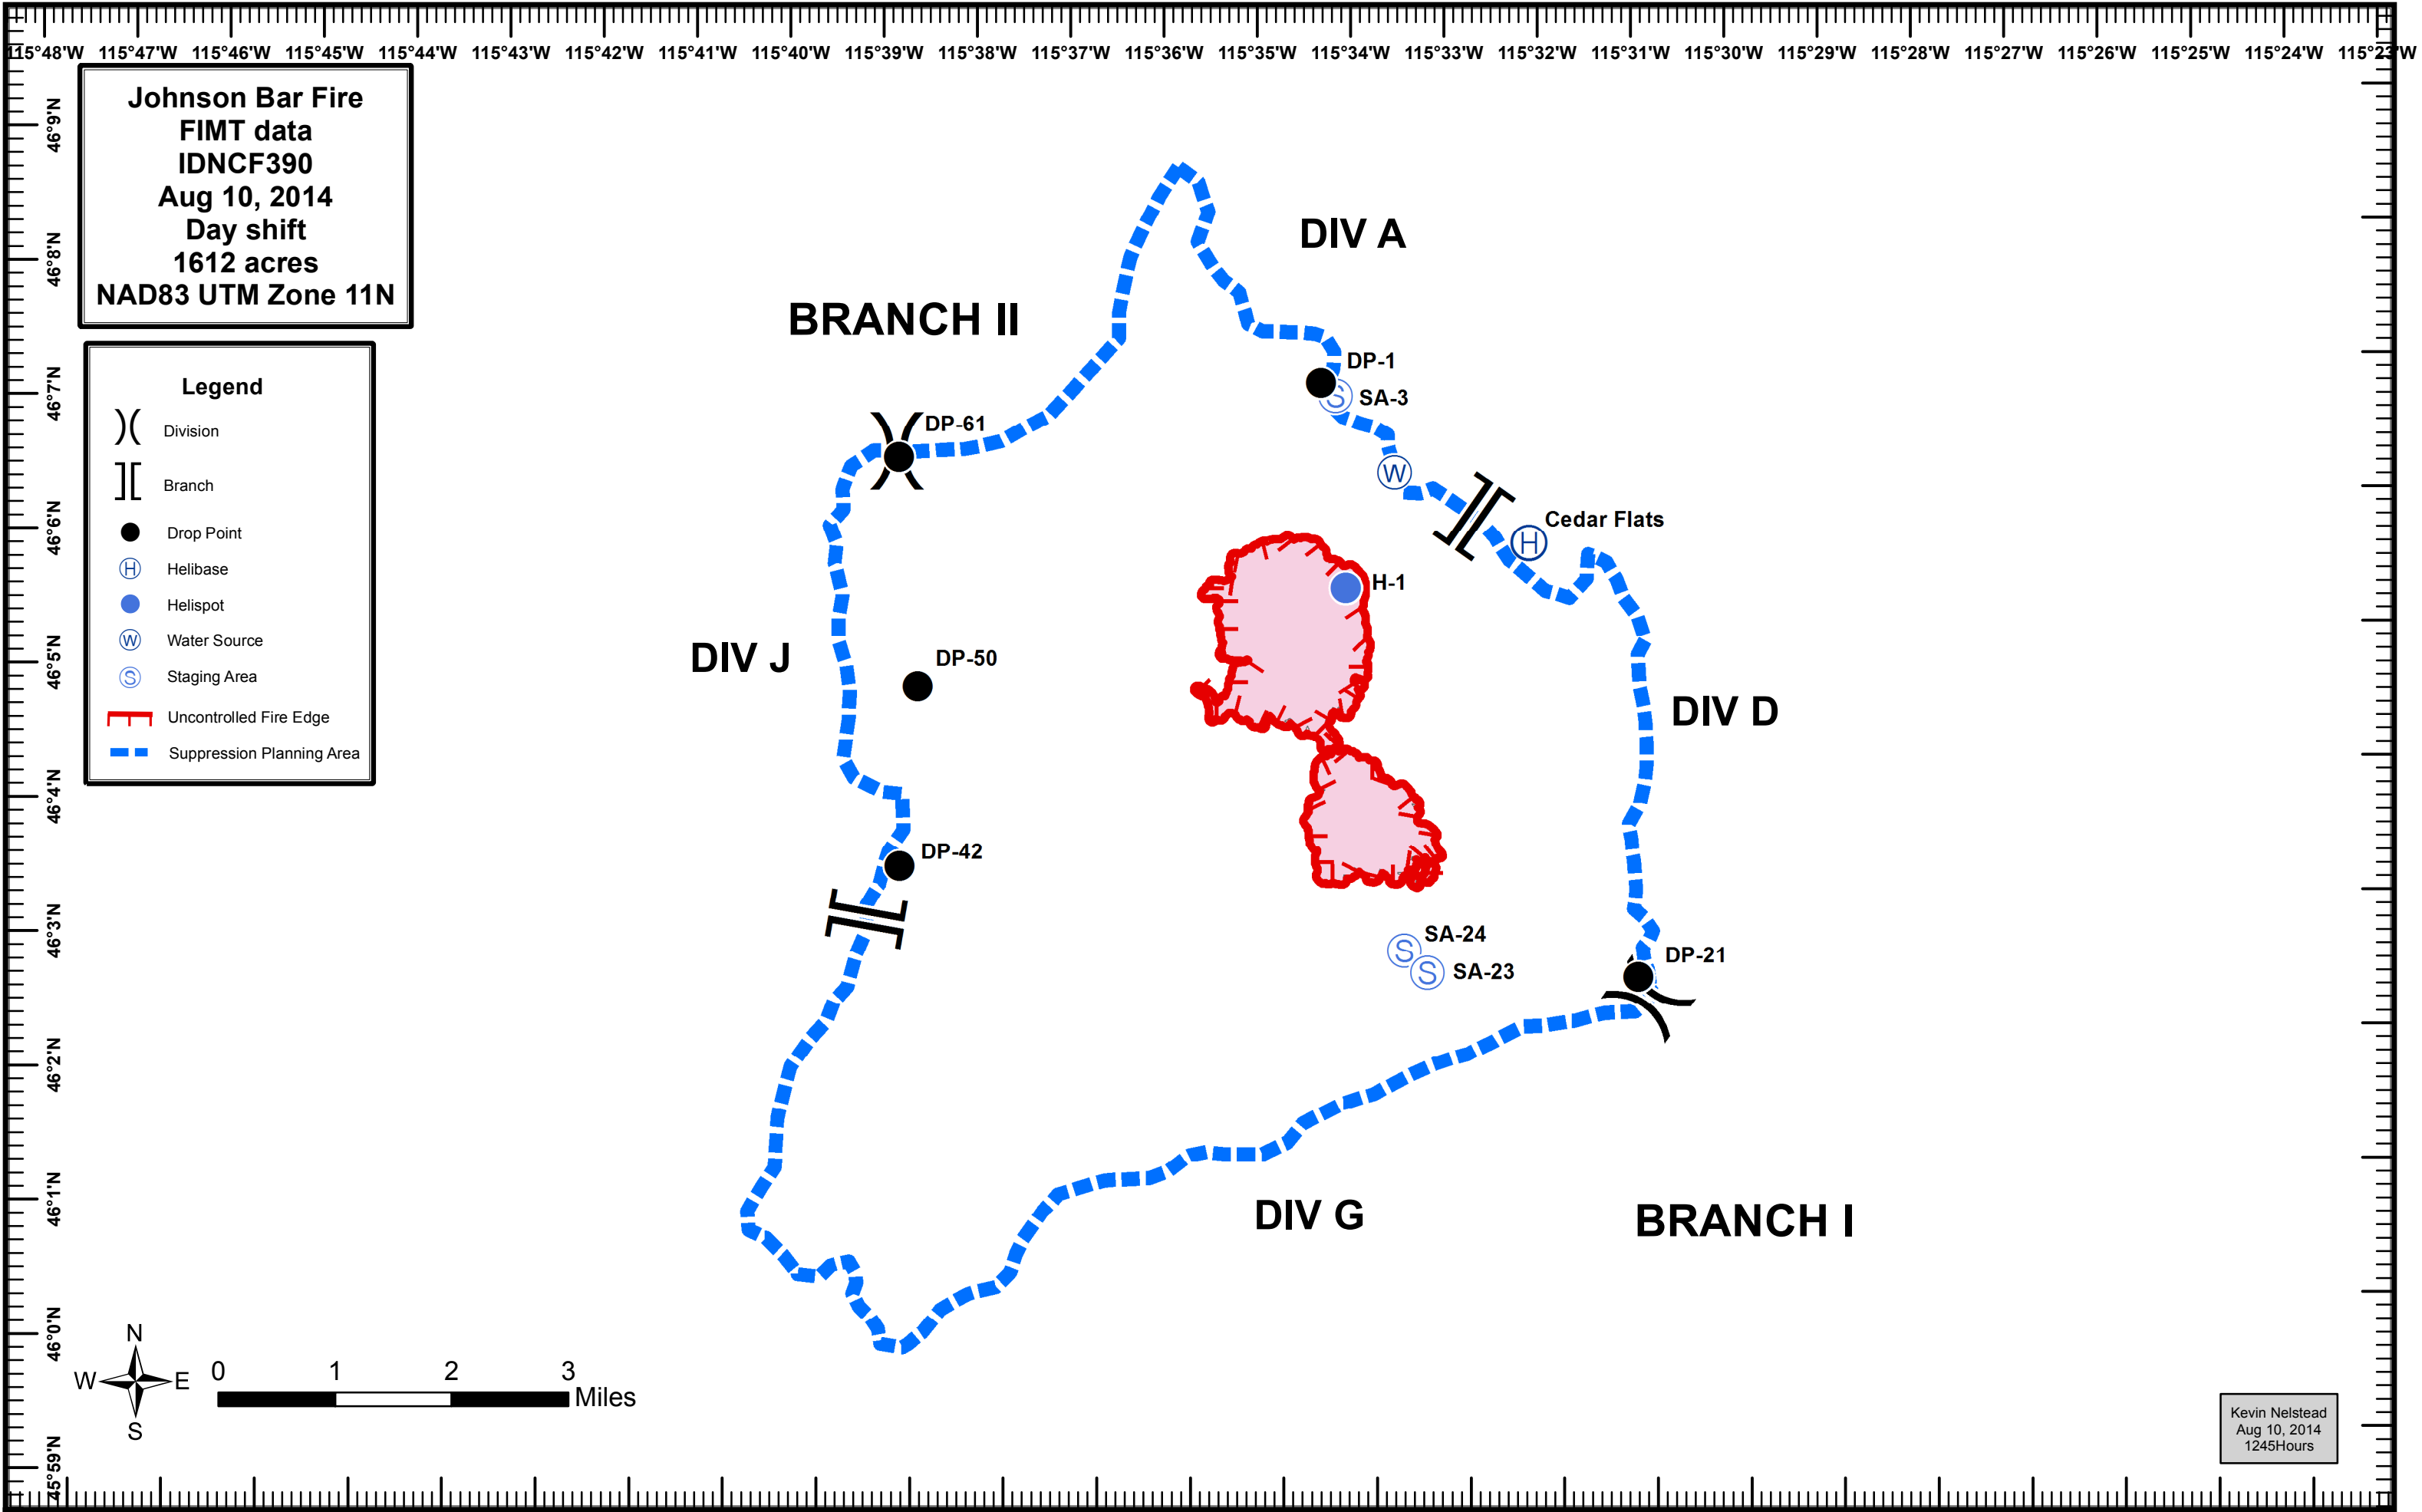 115°48'W 115°47'W 115°46'W 115°45'W 115°44'W 115°43'W 115°42'W 115°41'W 115°40'W 115°39'W 115°38'W 115°37'W 115°36'W 115°35'W 115°34'W 115°33'W 115°32'W 115°31'W 115°30'W 115°29'W 115°28'W 115°27'W 115°26'W 115°25'W 115°24'W 115°23'W
46°9'N
46°8'N
46°7'N
46°6'N
46°5'N
46°4'N
46°3'N
46°2'N
46°1'N
46°0'N
45°59'N
Johnson Bar Fire
FIMT data
IDNCF390
Aug 10, 2014
Day shift
1612 acres
NAD83 UTM Zone 11N
Legend
Division
Branch
Drop Point
H Helibase
Helispot
W Water Source
S Staging Area
Uncontrolled Fire Edge
Suppression Planning Area
DIV A
BRANCH II
DP-1
S SA-3
DP-61
W
Cedar Flats
H
H-1
DIV J
DP-50
DIV D
DP-42
S SA-24
S SA-23
DP-21
DIV G
BRANCH I
N
W E
S
0 1 2 3
Miles
Kevin Nelstead
Aug 10, 2014
1245Hours